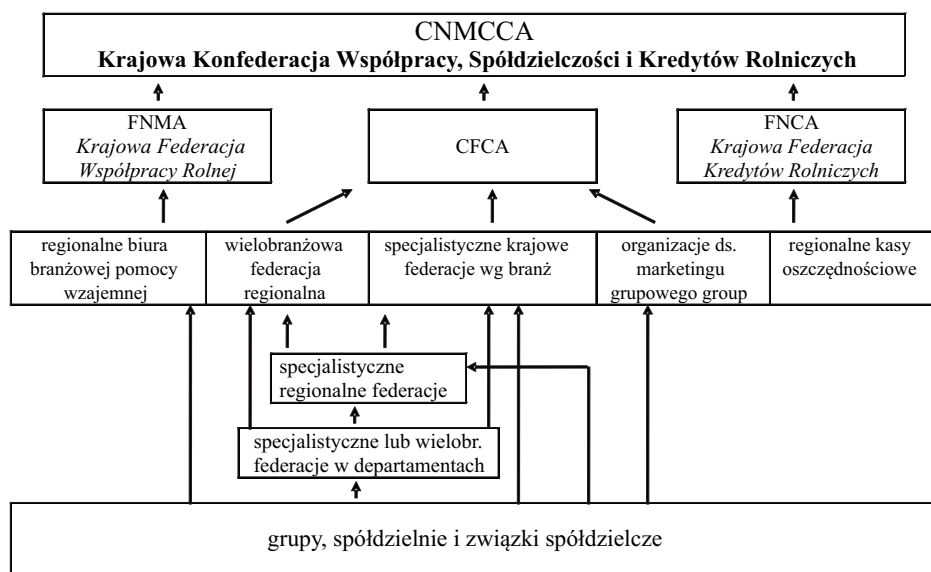 CNMCCA
Krajowa Konfederacja Współpracy, Spółdzielczości i Kredytów Rolniczych
FNMA
Krajowa Federacja
Współpracy Rolnej
CFCA
FNCA
Krajowa Federacja
Kredytów Rolniczych
regionalne biura
branżowej pomocy
wzajemnej
wielobranżowa
federacja
regionalna
specjalistyczne krajowe
federacje wg branż
organizacje ds.
marketingu
grupowego group
regionalne kasy
oszczędnościowe
specjalistyczne
regionalne federacje
specjalistyczne lub wielobr.
federacje w departamentach
grupy, spółdzielnie i związki spółdzielcze